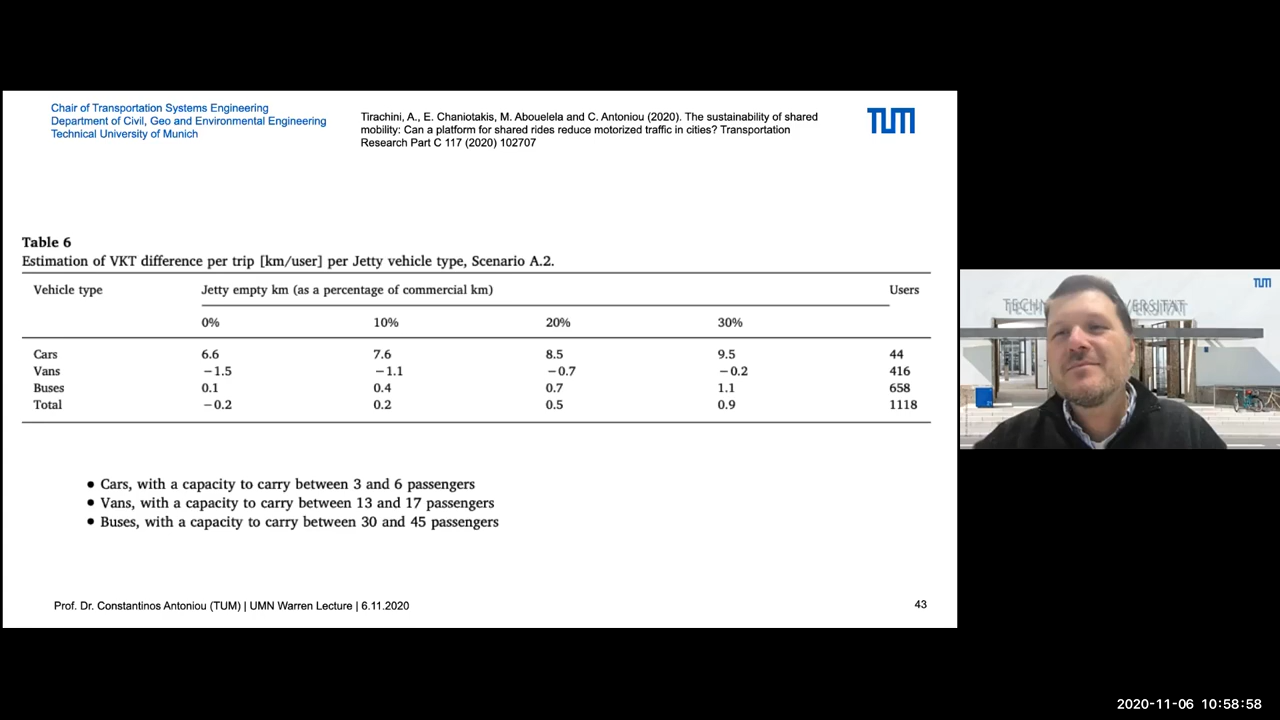 Chair of Transportation Systems Engineering
Department of Civil, Geo and Environmental Engineering
Technical University of Munich
Tirachini, A., E. Chaniotakis, M. Abouelela and C. Antoniou (2020). The sustainability of shared
mobility: Can a platform for shared rides reduce motorized traffic in cities? Transportation
Research Part C 117 (2020) 102707
TUM
Table 6
Estimation of VKT difference per trip [km/user] per Jetty vehicle type, Scenario A.2.
Vehicle type Jetty empty km (as a percentage of commercial km) Users
0% 10% 20% 30%
Cars 6.6 7.6 8.5 9.5 44
Vans −1.5 −1.1 −0.7 −0.2 416
Buses 0.1 0.4 0.7 1.1 658
Total −0.2 0.2 0.5 0.9 1118
• Cars, with a capacity to carry between 3 and 6 passengers
• Vans, with a capacity to carry between 13 and 17 passengers
• Buses, with a capacity to carry between 30 and 45 passengers
Prof. Dr. Constantinos Antoniou (TUM) | UMN Warren Lecture | 6.11.2020
43
TUM
2020-11-06 10:58:58